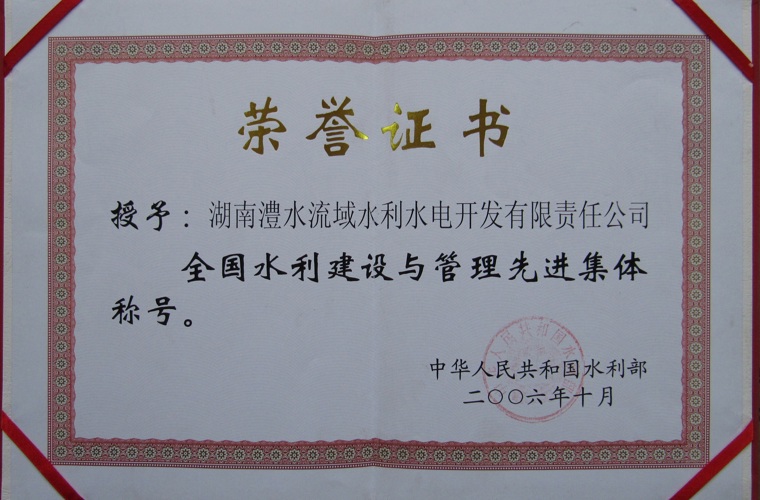 荣誉证书
授予：湖南澧水流域水利水电开发有限责任公司
全国水利建设与管理先进集体
称号。
中华人民共和国水利部
二〇〇六年十月